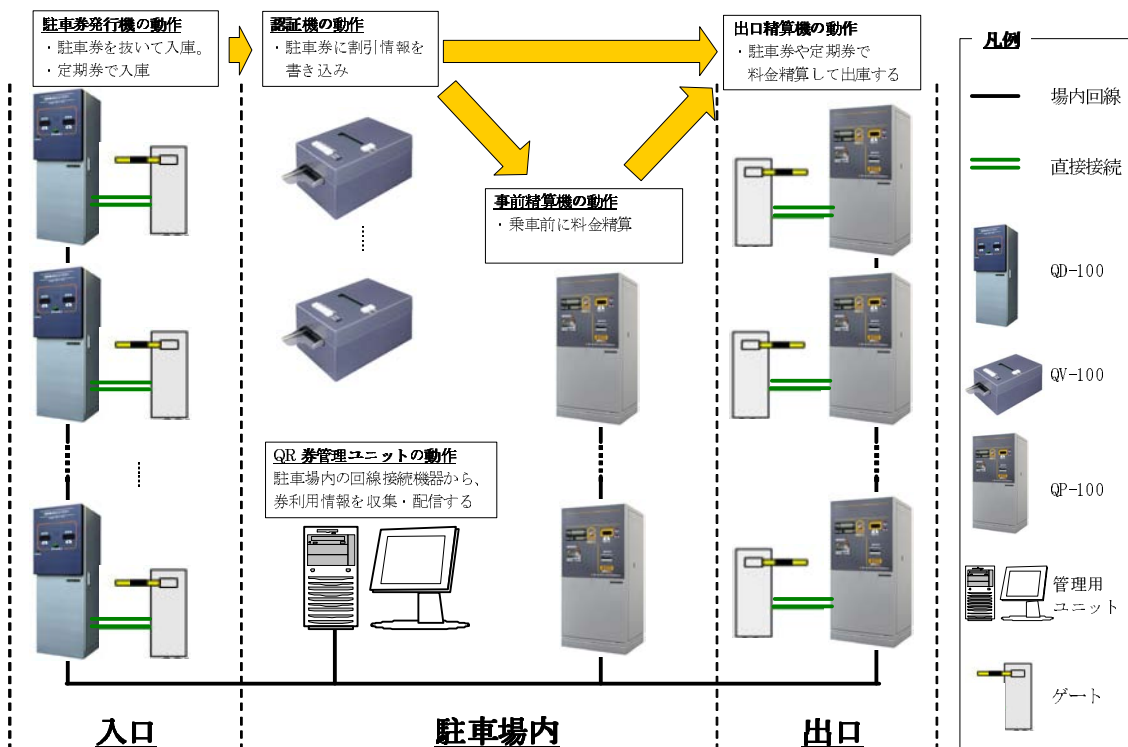 駐車券発行機の動作
・駐車券を抜いて入庫。
・定期券で入庫
認証機の動作
・駐車券に割引情報を
書き込み
出口精算機の動作
・駐車券や定期券で
料金精算して出庫する
事前精算機の動作
・乗車前に料金精算
QR 券管理ユニットの動作
駐車場内の回線接続機器から、
券利用情報を収集・配信する
入口
駐車場内
出口
凡例
場内回線
直接接続
QD-100
QV-100
QP-100
管理用
ユニット
ゲート